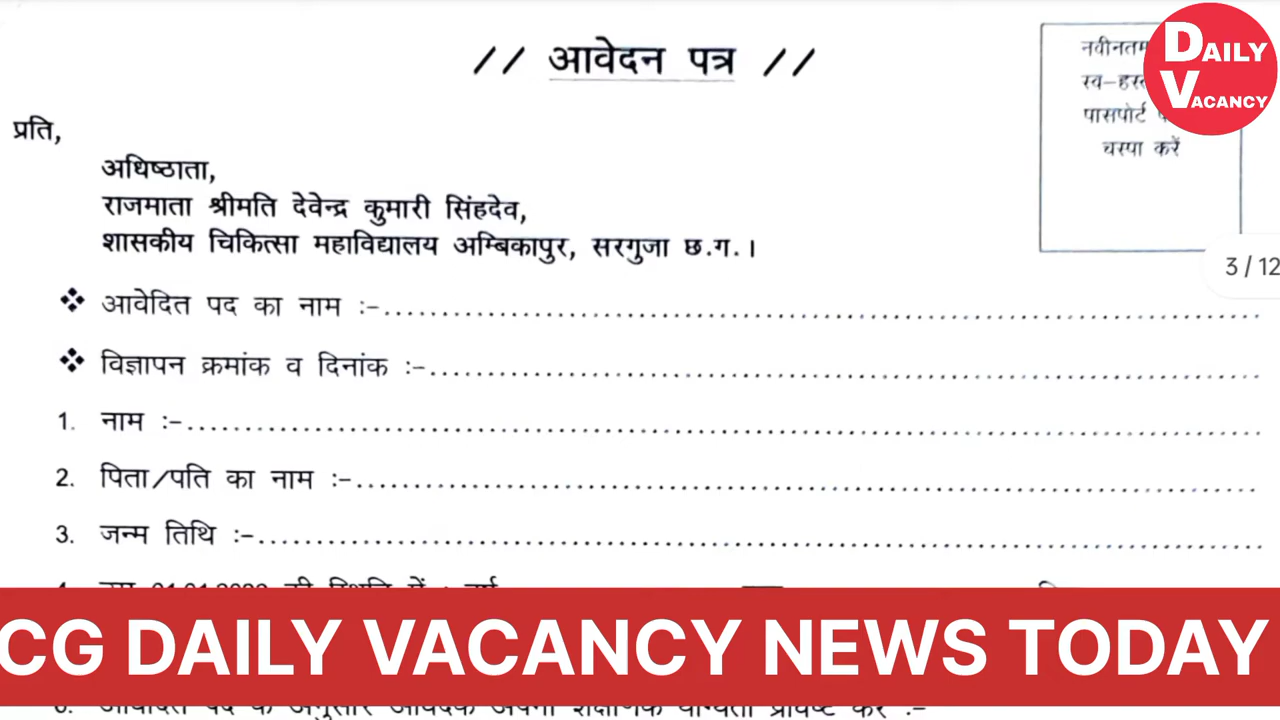 // आवेदन पत्र //
नवीनतम
पासपोर्ट
चस्पा करें
DAILY
VACANCY
प्रति,
अधिष्ठाता,
राजमाता श्रीमति देवेन्द्र कुमारी सिंहदेव,
शासकीय चिकित्सा महाविद्यालय अम्बिकापुर, सरगुजा छ.ग.।
3 / 12
❖ आवेदित पद का नाम :-
❖ विज्ञापन क्रमांक व दिनांक :-
1. नाम :-
2. पिता/पति का नाम :-
3. जन्म तिथि :-
CG DAILY VACANCY NEWS TODAY